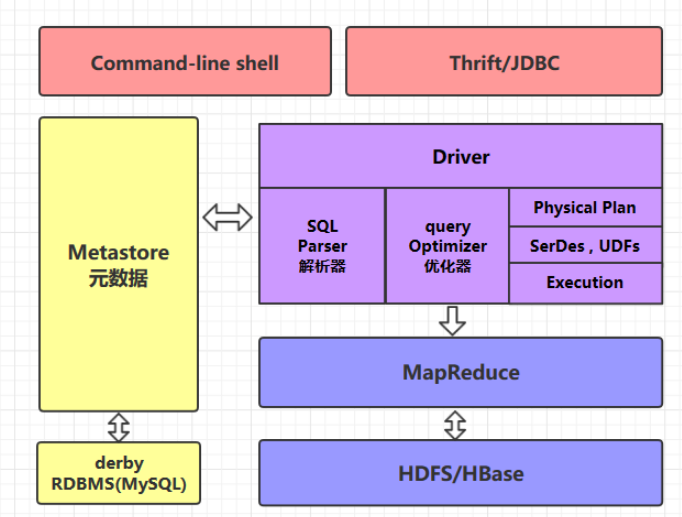 Command-line shell
Thrift/JDBC
Metastore
元数据
Driver
SQL
Parser
解析器
query
Optimizer
优化器
Physical Plan
SerDes , UDFs
Execution
MapReduce
derby
RDBMS(MySQL)
HDFS/HBase